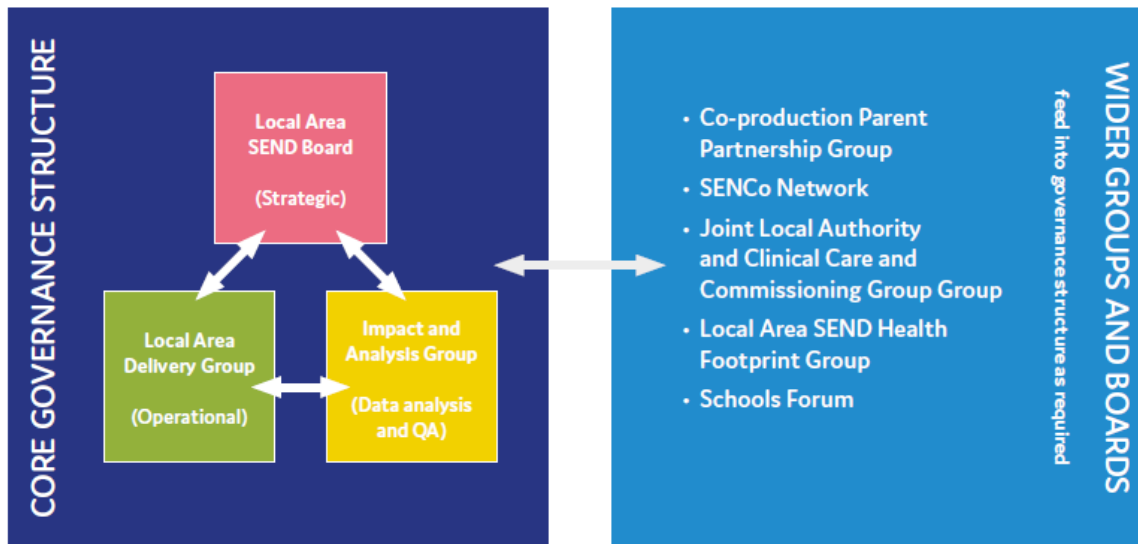 CORE GOVERNANCE STRUCTURE
Local Area
SEND Board
(Strategic)
Local Area
Delivery Group
(Operational)
Impact and
Analysis Group
(Data analysis
and QA)
• Co-production Parent
Partnership Group
• SENCo Network
• Joint Local Authority
and Clinical Care and
Commissioning Group Group
• Local Area SEND Health
Footprint Group
• Schools Forum
WIDER GROUPS AND BOARDS
feed into governance structure as required